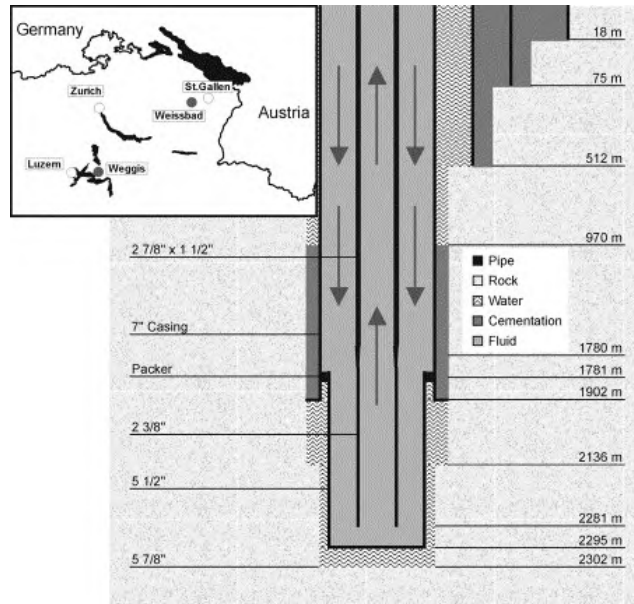 Germany
Zurich
St.Gallen
Weissbad
Austria
Luzern
Weggis
18 m
75 m
512 m
970 m
2 7/8" x 1 1/2"
Pipe
Rock
Water
Cementation
Fluid
7" Casing
1780 m
Packer
1781 m
1902 m
2 3/8"
2136 m
5 1/2"
2281 m
2295 m
5 7/8"
2302 m